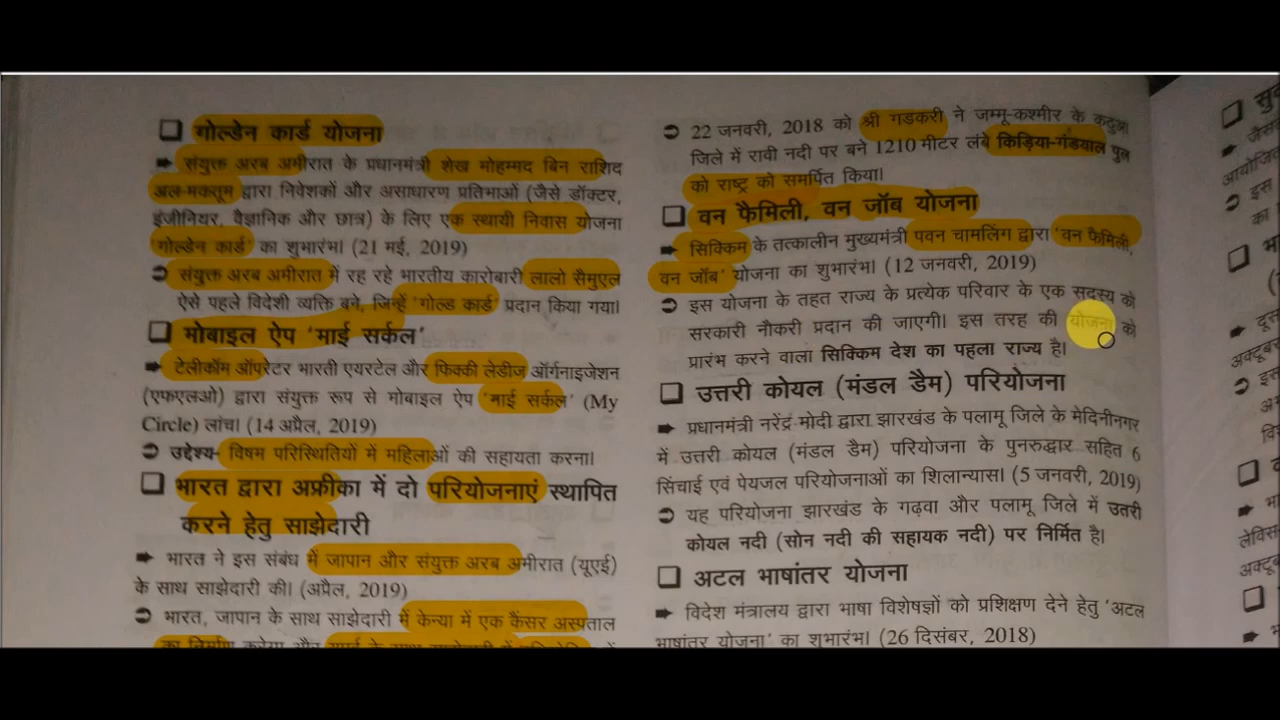 ❑ गोल्डेन कार्ड योजना
➨ संयुक्त अरब अमीरात के प्रधानमंत्री शेख मोहम्मद बिन राशिद
अल-मक्तूम द्वारा निवेशकों और असाधारण प्रतिभाओं (जैसे डॉक्टर,
इंजीनियर, वैज्ञानिक और छात्र) के लिए एक स्थायी निवास योजना
'गोल्डेन कार्ड' का शुभारंभ। (21 मई, 2019)
➲ संयुक्त अरब अमीरात में रह रहे भारतीय कारोबारी लालो सैमुएल
ऐसे पहले विदेशी व्यक्ति बने, जिन्हें 'गोल्ड कार्ड' प्रदान किया गया।
❑ मोबाइल ऐप 'माई सर्कल'
➨ टेलीकॉम ऑपरेटर भारती एयरटेल और फिक्की लेडीज ऑर्गनाइजेशन
(एफएलओ) द्वारा संयुक्त रूप से मोबाइल ऐप 'माई सर्कल' (My
Circle) लांच। (14 अप्रैल, 2019)
➲ उद्देश्य- विषम परिस्थितियों में महिलाओं की सहायता करना।
❑ भारत द्वारा अफ्रीका में दो परियोजनाएं स्थापित
करने हेतु साझेदारी
➨ भारत ने इस संबंध में जापान और संयुक्त अरब अमीरात (यूएई)
के साथ साझेदारी की। (अप्रैल, 2019)
➲ भारत, जापान के साथ साझेदारी में केन्या में एक कैंसर अस्पताल
➲ 22 जनवरी, 2018 को श्री गडकरी ने जम्मू-कश्मीर के कठुआ
जिले में रावी नदी पर बने 1210 मीटर लंबे किड़िया-गंडयाल पुल
को राष्ट्र को समर्पित किया।
❑ वन फैमिली, वन जॉब योजना
➨ सिक्किम के तत्कालीन मुख्यमंत्री पवन चामलिंग द्वारा 'वन फैमिली,
वन जॉब' योजना का शुभारंभ। (12 जनवरी, 2019)
➲ इस योजना के तहत राज्य के प्रत्येक परिवार के एक सदस्य को
सरकारी नौकरी प्रदान की जाएगी। इस तरह की योजना को
प्रारंभ करने वाला सिक्किम देश का पहला राज्य है।
❑ उत्तरी कोयल (मंडल डैम) परियोजना
➨ प्रधानमंत्री नरेंद्र मोदी द्वारा झारखंड के पलामू जिले के मेदिनीनगर
में उत्तरी कोयल (मंडल डैम) परियोजना के पुनरुद्धार सहित 6
सिंचाई एवं पेयजल परियोजनाओं का शिलान्यास। (5 जनवरी, 2019)
➲ यह परियोजना झारखंड के गढ़वा और पलामू जिले में उतरी
कोयल नदी (सोन नदी की सहायक नदी) पर निर्मित है।
❑ अटल भाषांतर योजना
➨ विदेश मंत्रालय द्वारा भाषा विशेषज्ञों को प्रशिक्षण देने हेतु 'अटल
भाषांतर योजना' का शुभारंभ। (26 दिसंबर, 2018)